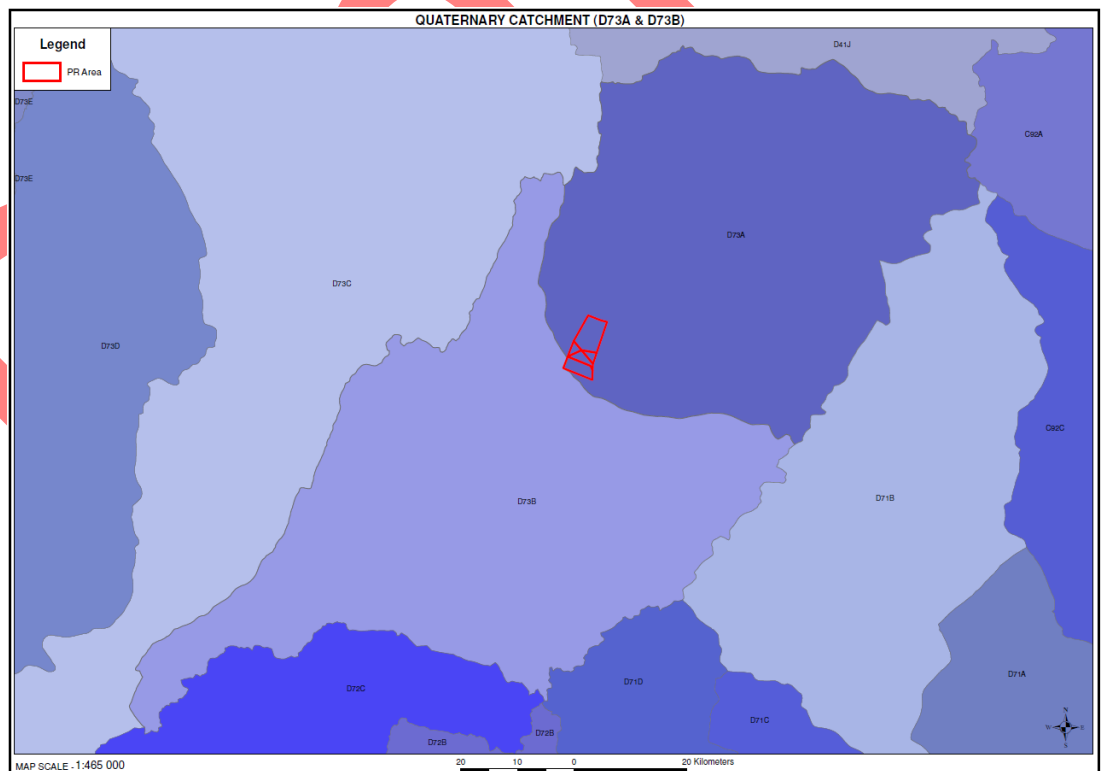 QUATERNARY CATCHMENT (D73A & D73B)
Legend
PR Area
D41J
D73E
C92A
D73E
D73A
D73C
D73D
C92C
D71B
D73B
D71A
D71D
D72C
D71C
D72B
D72B
N
W
S
MAP SCALE - 1:465 000
20 10 0 20 Kilometers